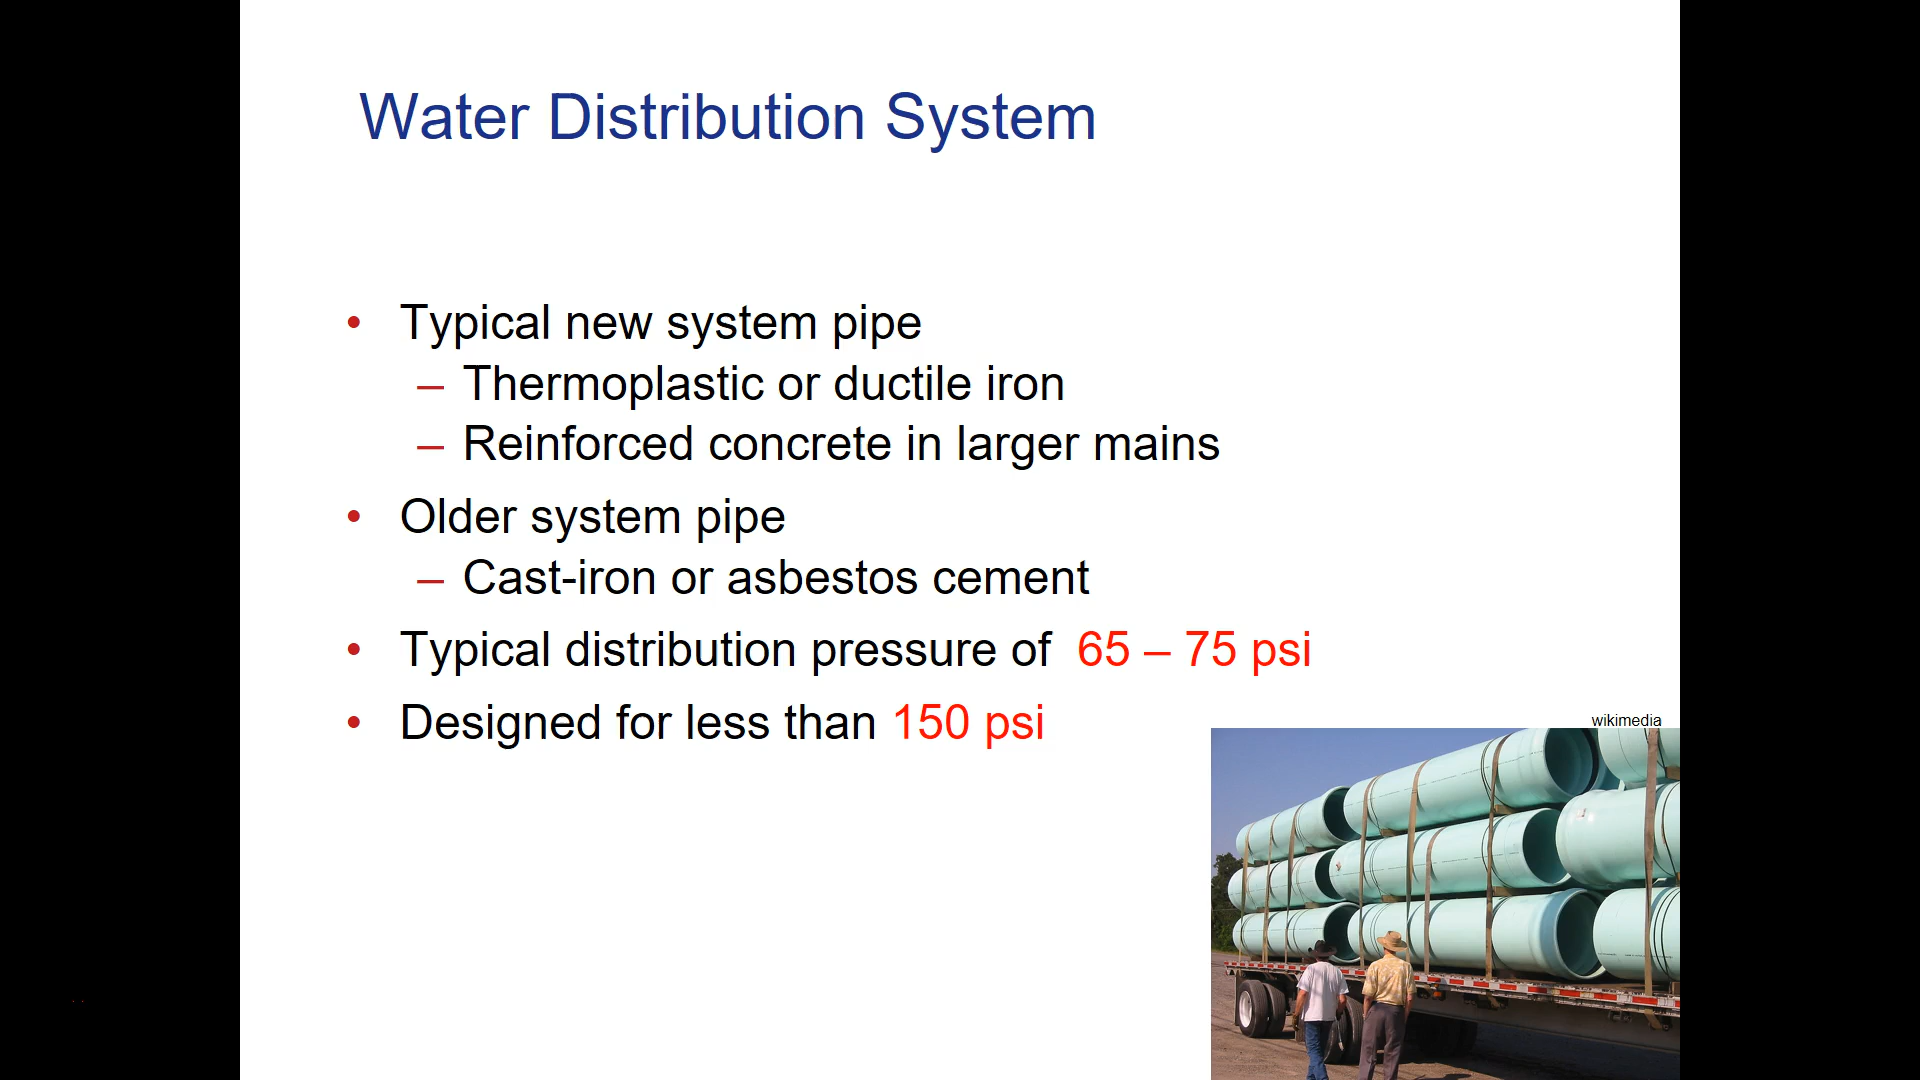 Water Distribution System
• Typical new system pipe
– Thermoplastic or ductile iron
– Reinforced concrete in larger mains
• Older system pipe
– Cast-iron or asbestos cement
• Typical distribution pressure of 65 – 75 psi
• Designed for less than 150 psi
wikimedia